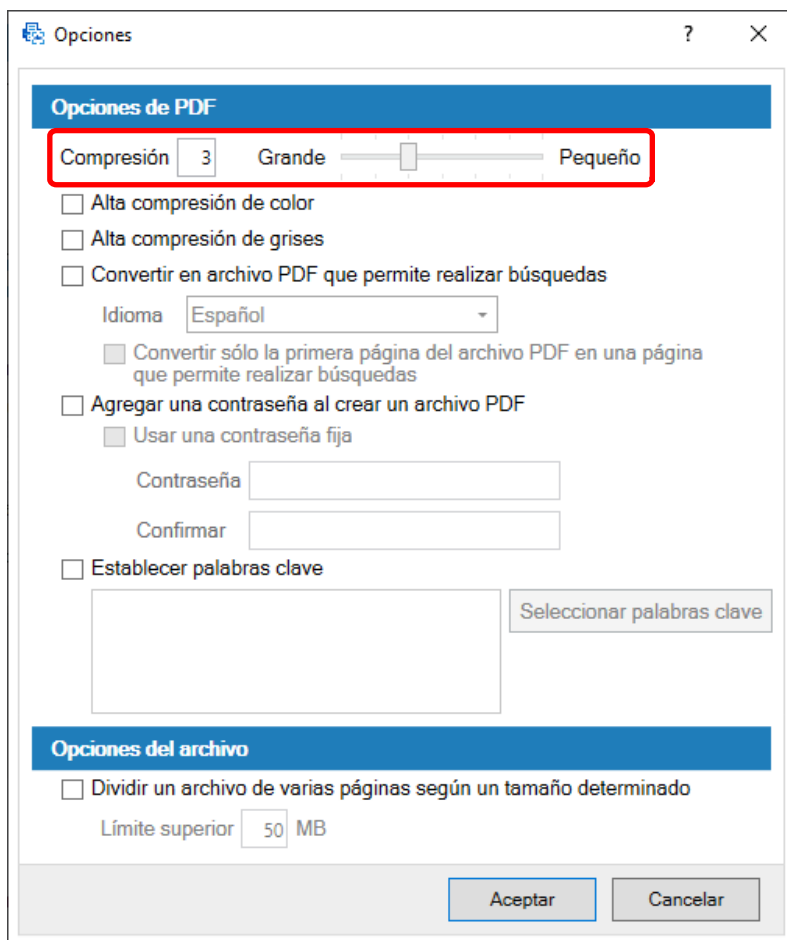 Opciones
?
Opciones de PDF
Compresión 3 Grande Pequeño
Alta compresión de color
Alta compresión de grises
Convertir en archivo PDF que permite realizar búsquedas
Idioma Español
Convertir sólo la primera página del archivo PDF en una página
que permite realizar búsquedas
Agregar una contraseña al crear un archivo PDF
Usar una contraseña fija
Contraseña
Confirmar
Establecer palabras clave
Seleccionar palabras clave
Opciones del archivo
Dividir un archivo de varias páginas según un tamaño determinado
Límite superior 50 MB
Aceptar Cancelar